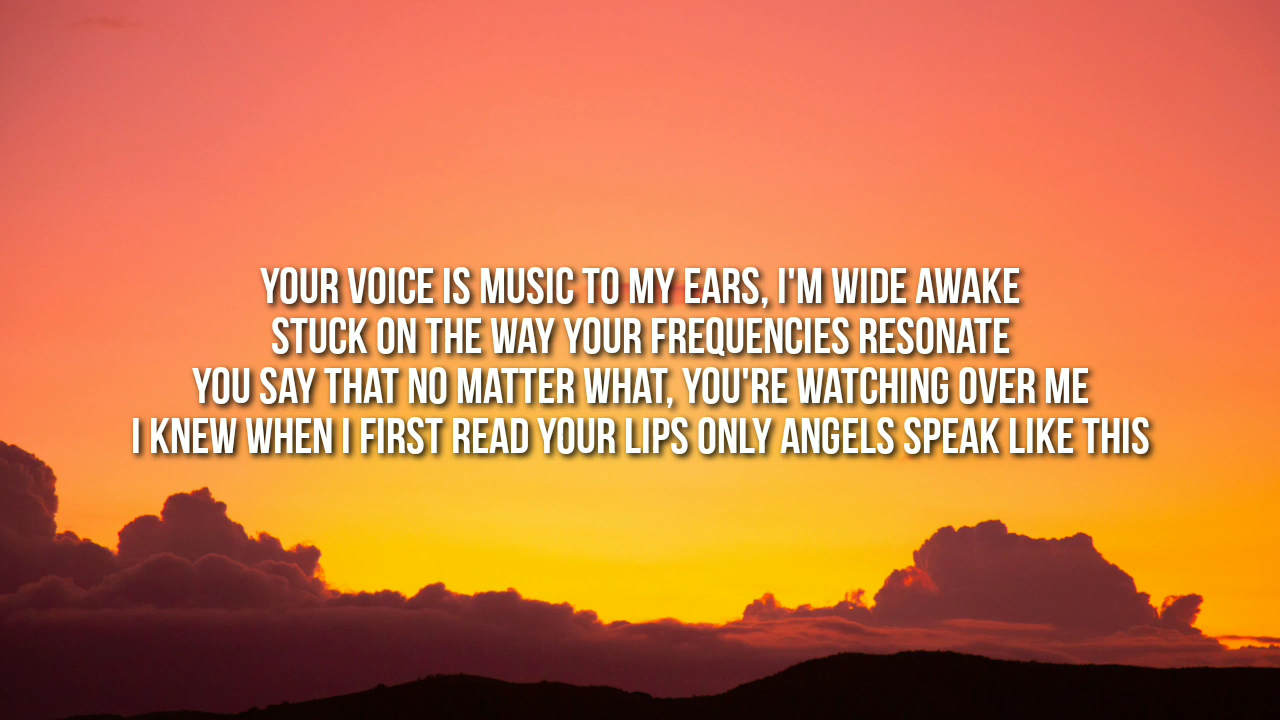 YOUR VOICE IS MUSIC TO MY EARS, I'M WIDE AWAKE
STUCK ON THE WAY YOUR FREQUENCIES RESONATE
YOU SAY THAT NO MATTER WHAT, YOU'RE WATCHING OVER ME
I KNEW WHEN I FIRST READ YOUR LIPS ONLY ANGELS SPEAK LIKE THIS